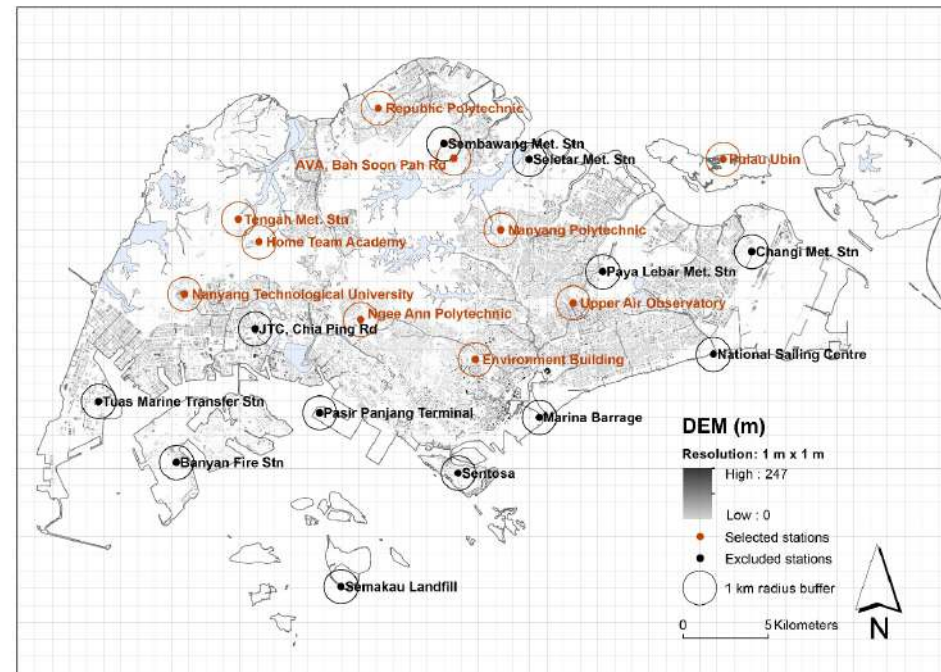 Republic Polytechnic
Sembawang Met. Stn
AVA, Bah Soon Pah Rd
Seletar Met. Stn
Pulau Ubin
Tengah Met. Stn
Home Team Academy
Nanyang Polytechnic
Changi Met. Stn
Paya Lebar Met. Stn
Nanyang Technological University
Upper Air Observatory
Ngee Ann Polytechnic
JTC, Chia Ping Rd
National Sailing Centre
Environment Building
Tuas Marine Transfer Stn
Pasir Panjang Terminal
Marina Barrage
Banyan Fire Stn
Sentosa
Semakau Landfill
DEM (m)
Resolution: 1 m x 1 m
High : 247
Low : 0
Selected stations
Excluded stations
1 km radius buffer
0 5 Kilometers
N